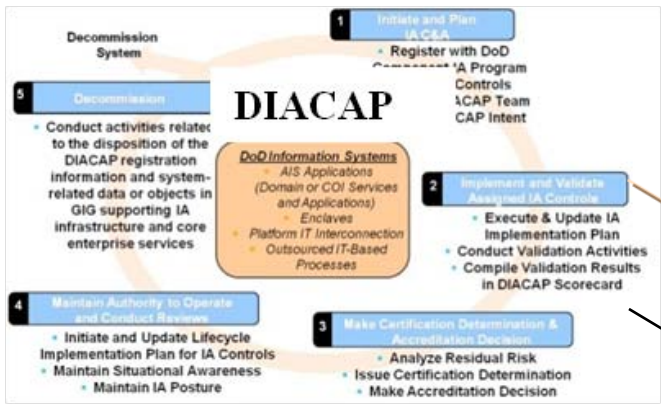 Decommission
System
1 Initiate and Plan
IA C&A
• Register with DoD
IA Program
Controls
Team
Intent
DIACAP
5 Decommission
• Conduct activities related
to the disposition of the
DIACAP registration
information and system-
related data or objects in
GIG supporting IA
infrastructure and core
enterprise services
DoD Information Systems
• AIS Applications
(Domain or COI Services
and Applications)
• Enclaves
• Platform IT Interconnection
• Outsourced IT-Based
Processes
2 Implement and Validate
Assigned IA Controls
• Execute & Update IA
Implementation Plan
• Conduct Validation Activities
• Compile Validation Results
in DIACAP Scorecard
4 Maintain Authority to Operate
and Conduct Reviews
• Initiate and Update Lifecycle
Implementation Plan for IA Controls
• Maintain Situational Awareness
• Maintain IA Posture
3 Make Certification Determination &
Accreditation Decision
• Analyze Residual Risk
• Issue Certification Determination
• Make Accreditation Decision